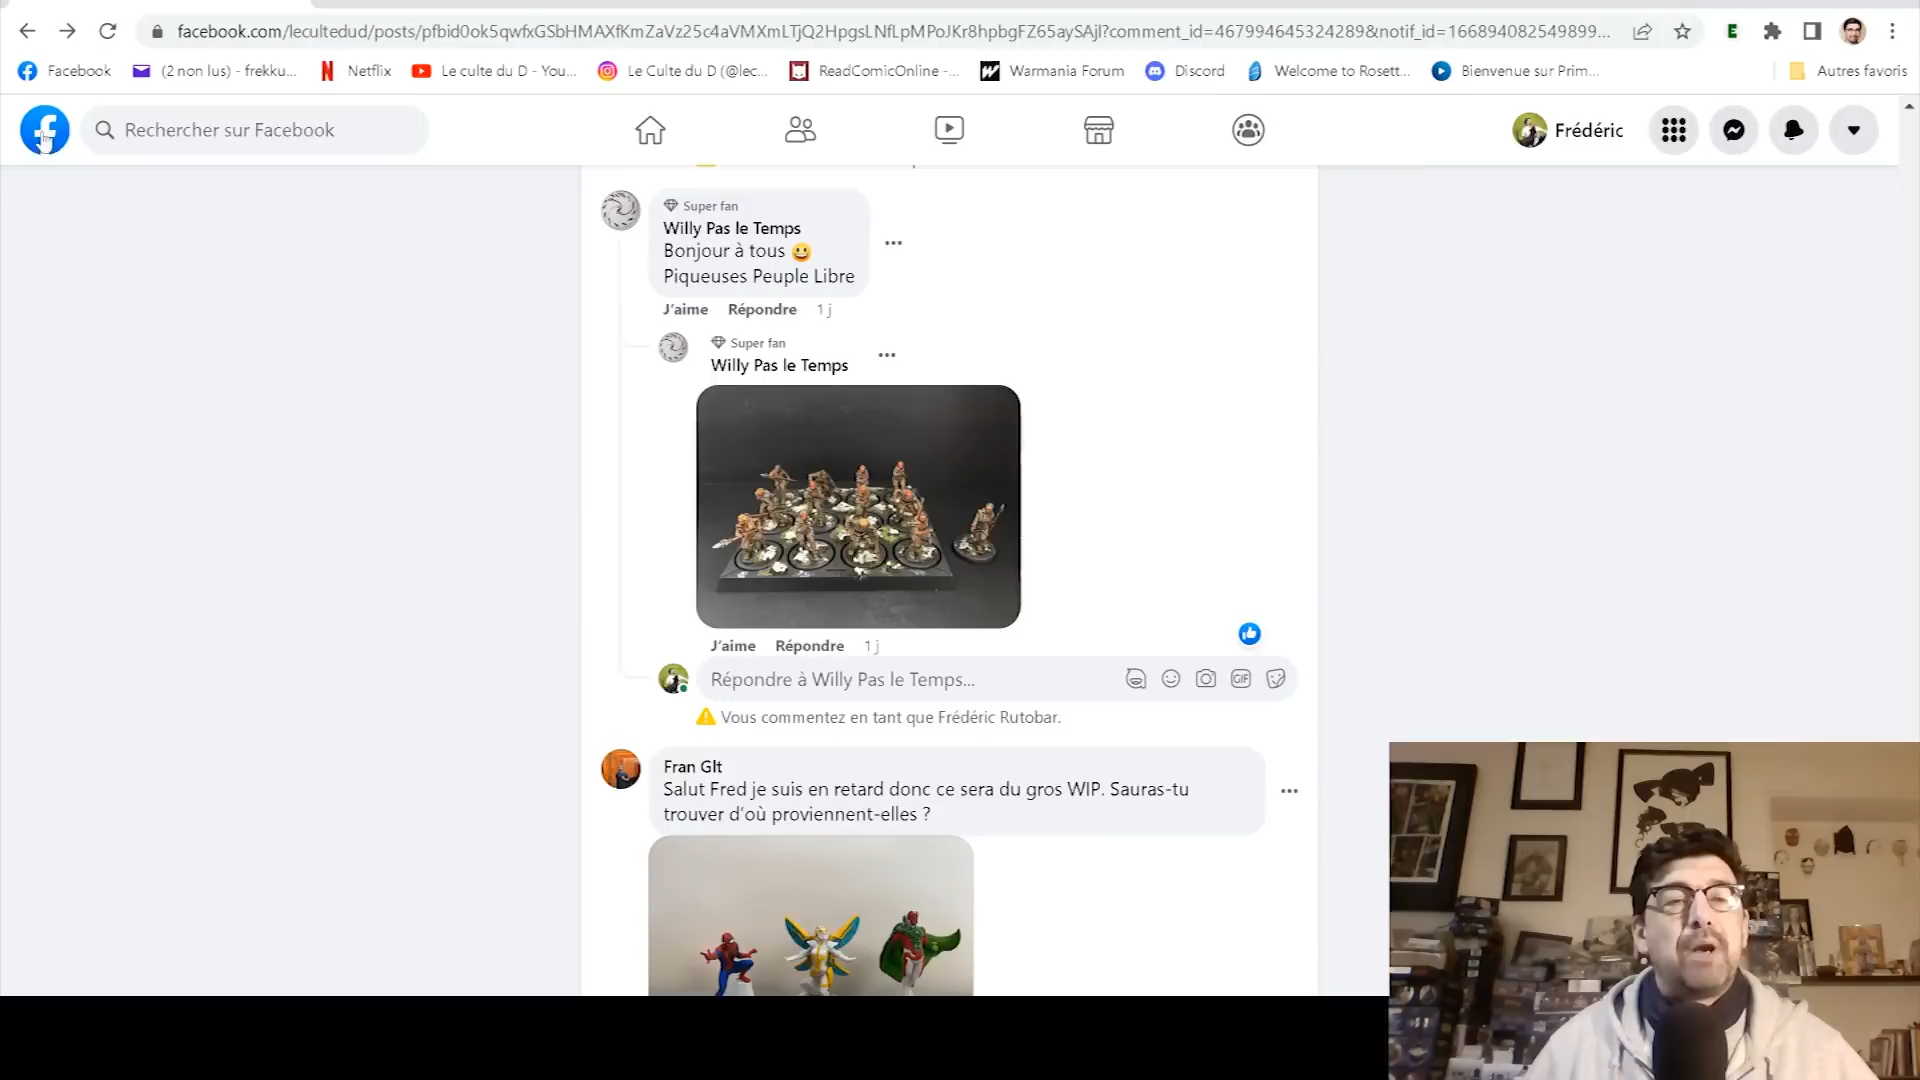 facebook.com/lecultedud/posts/pfbid0ok5qwfxGSbHMAXfKmZaVz25c4aVMXmLTjQ2HpgsLNfLpMPoJKr8hpbgFZ65aySAjl?comment_id=467994645324289&notif_id=166894082549899...
Facebook (2 non lus) - frekku... Netflix Le culte du D - You... Le Culte du D (@lec... ReadComicOnline -... Warmania Forum Discord Welcome to Rosett... Bienvenue sur Prim... Autres favoris
Rechercher sur Facebook Frédéric
Super fan
Willy Pas le Temps
Bonjour à tous 😀
Piqueuses Peuple Libre
J'aime Répondre 1 j
Super fan
Willy Pas le Temps
J'aime Répondre 1 j
Répondre à Willy Pas le Temps... GIF
Vous commentez en tant que Frédéric Rutobar.
Fran Glt
Salut Fred je suis en retard donc ce sera du gros WIP. Sauras-tu
trouver d'où proviennent-elles ?